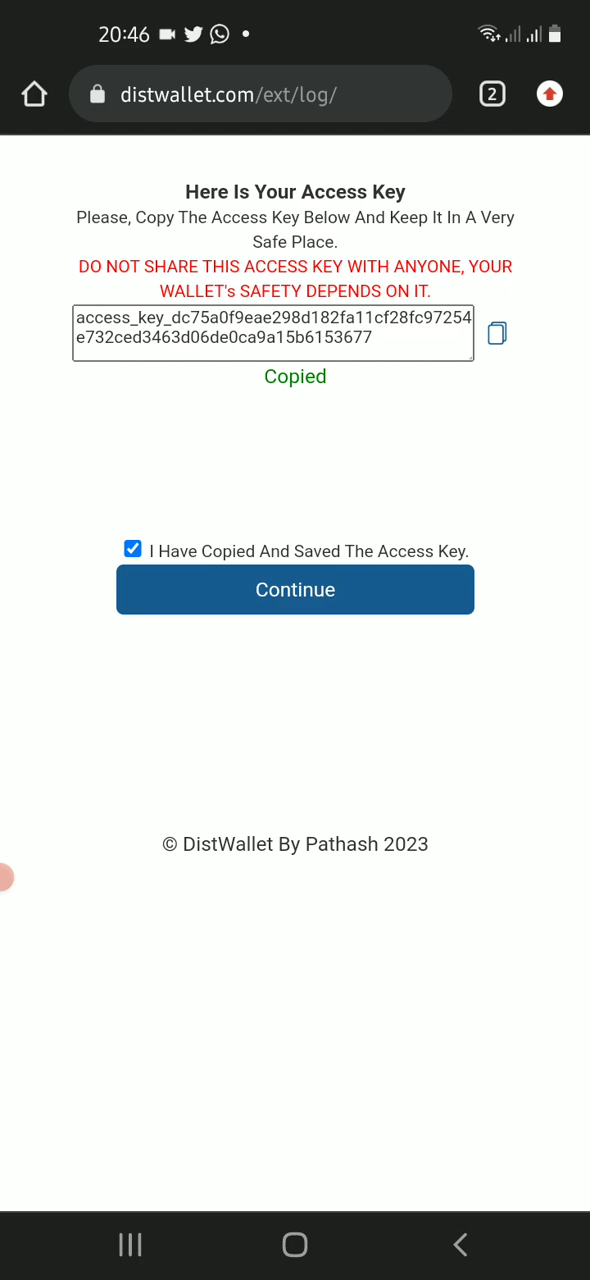 20:46
distwallet.com/ext/log/
2
Here Is Your Access Key
Please, Copy The Access Key Below And Keep It In A Very
Safe Place.
DO NOT SHARE THIS ACCESS KEY WITH ANYONE, YOUR
WALLET's SAFETY DEPENDS ON IT.
access_key_dc75a0f9eae298d182fa11cf28fc97254
e732ced3463d06de0ca9a15b6153677
Copied
I Have Copied And Saved The Access Key.
Continue
© DistWallet By Pathash 2023